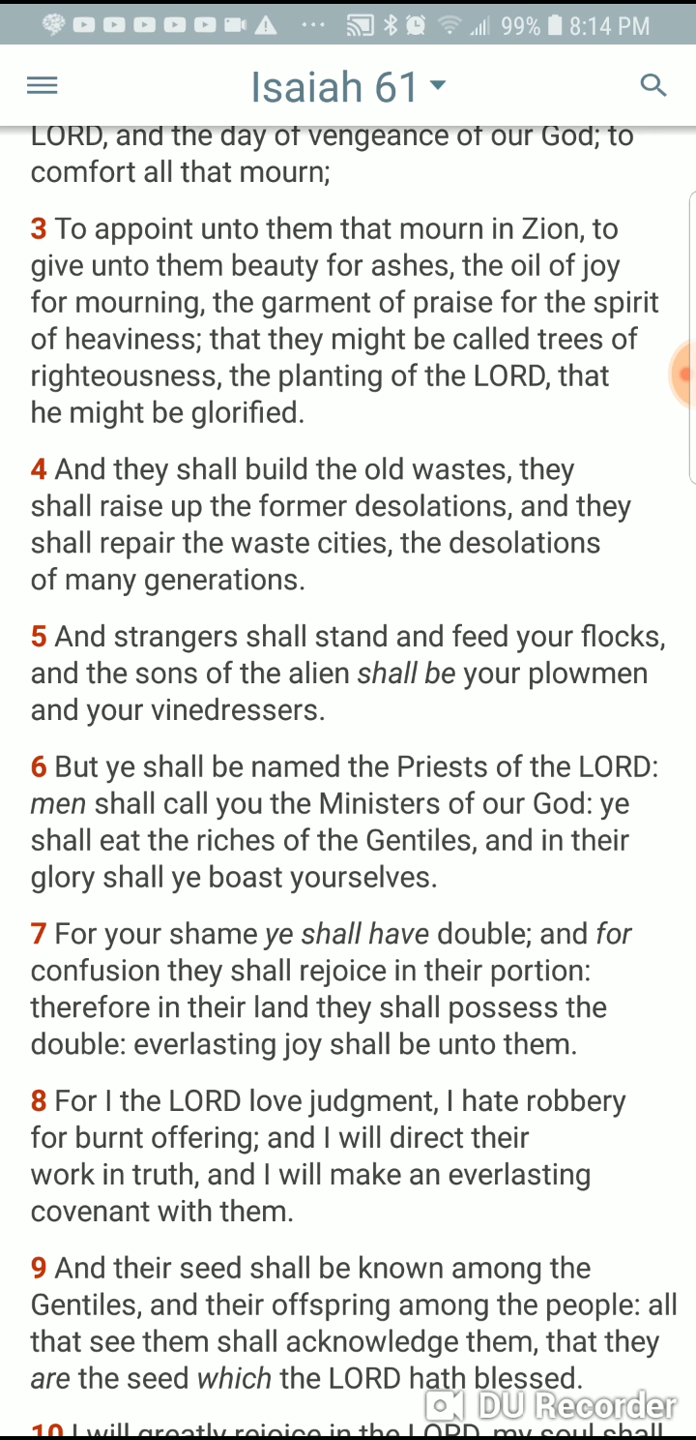 99% 8:14 PM
Isaiah 61
LORD, and the day of vengeance of our God; to
comfort all that mourn;
3 To appoint unto them that mourn in Zion, to
give unto them beauty for ashes, the oil of joy
for mourning, the garment of praise for the spirit
of heaviness; that they might be called trees of
righteousness, the planting of the LORD, that
he might be glorified.
4 And they shall build the old wastes, they
shall raise up the former desolations, and they
shall repair the waste cities, the desolations
of many generations.
5 And strangers shall stand and feed your flocks,
and the sons of the alien shall be your plowmen
and your vinedressers.
6 But ye shall be named the Priests of the LORD:
men shall call you the Ministers of our God: ye
shall eat the riches of the Gentiles, and in their
glory shall ye boast yourselves.
7 For your shame ye shall have double; and for
confusion they shall rejoice in their portion:
therefore in their land they shall possess the
double: everlasting joy shall be unto them.
8 For I the LORD love judgment, I hate robbery
for burnt offering; and I will direct their
work in truth, and I will make an everlasting
covenant with them.
9 And their seed shall be known among the
Gentiles, and their offspring among the people: all
that see them shall acknowledge them, that they
are the seed which the LORD hath blessed.
DU Recorder
10 I will greatly rejoice in the LORD, my soul shall